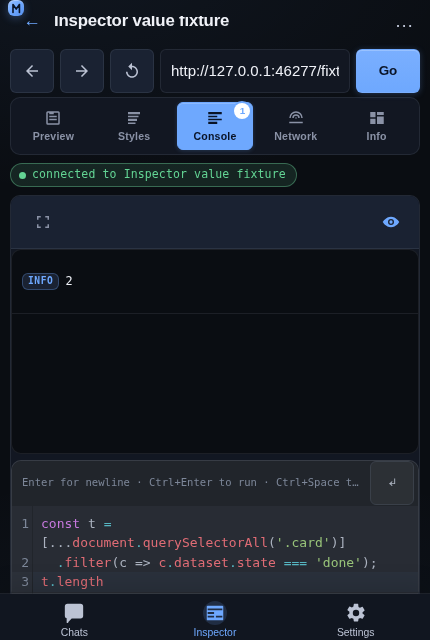 M
← Inspector value fixture ...
http://127.0.0.1:46277/fixt Go
Preview Styles Console 1 Network Info
connected to Inspector value fixture
INFO 2
Enter for newline · Ctrl+Enter to run · Ctrl+Space t… ↲
1 const t =
[...document.querySelectorAll('.card')]
2 .filter(c => c.dataset.state === 'done');
3 t.length
Chats Inspector Settings